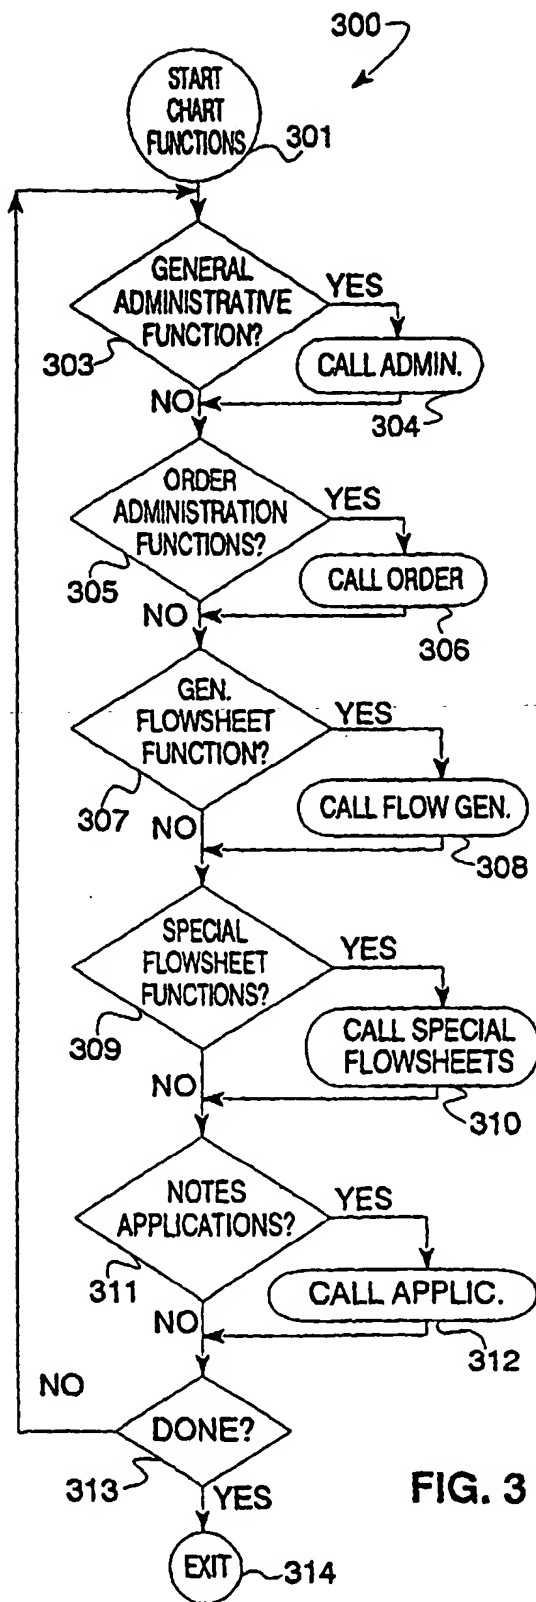 300
START
CHART
FUNCTIONS
301
GENERAL
ADMINISTRATIVE
FUNCTION?
YES
303
CALL ADMIN.
NO
304
ORDER
ADMINISTRATION
FUNCTIONS?
YES
305
CALL ORDER
NO
306
GEN.
FLOWSHEET
FUNCTION?
YES
307
CALL FLOW GEN.
NO
308
SPECIAL
FLOWSHEET
FUNCTIONS?
YES
309
CALL SPECIAL
FLOWSHEETS
NO
310
NOTES
APPLICATIONS?
YES
311
CALL APPLIC.
NO
312
NO
DONE?
313
YES
FIG. 3
EXIT
314